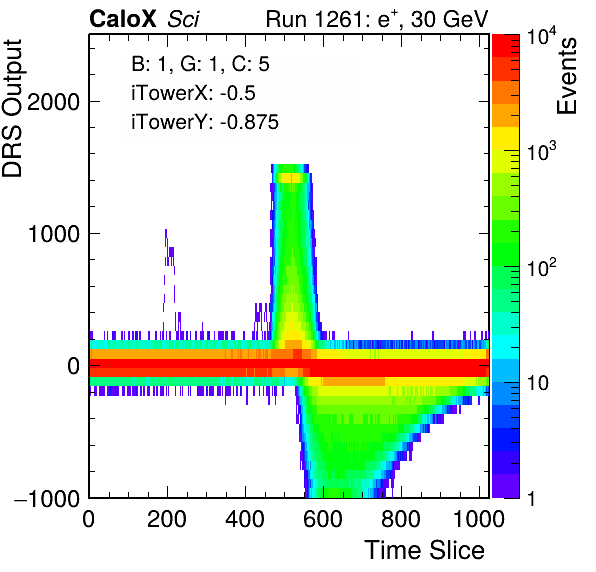 CaloX Sci
Run 1261: e⁺, 30 GeV
B: 1, G: 1, C: 5
iTowerX: -0.5
iTowerY: -0.875
DRS Output
2000
1000
0
−1000
0 200 400 600 800 1000
Time Slice
Events
10⁴
10³
10²
10
1